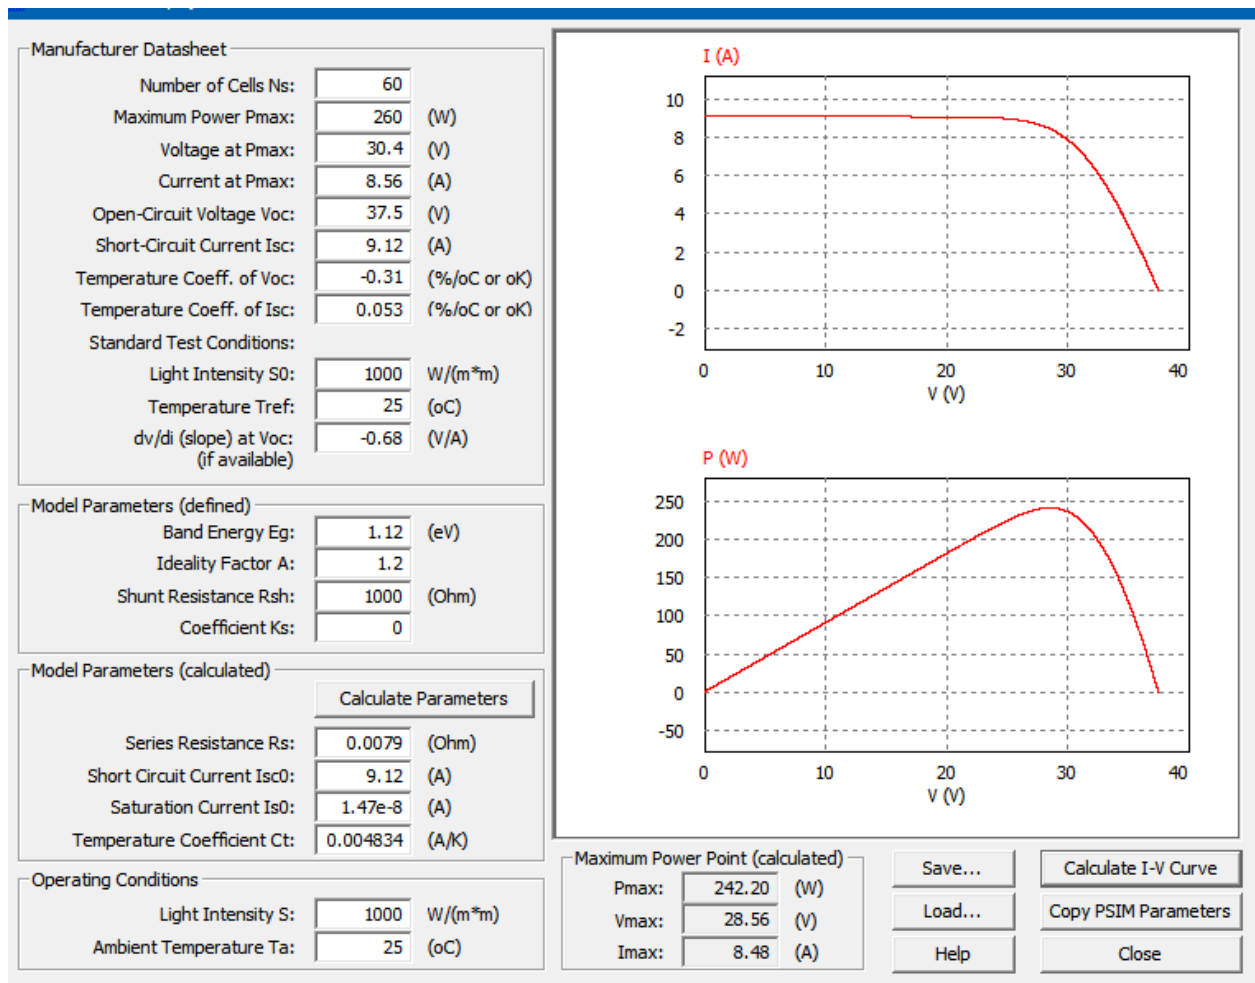 Manufacturer Datasheet
Number of Cells Ns: 60
Maximum Power Pmax: 260 (W)
Voltage at Pmax: 30.4 (V)
Current at Pmax: 8.56 (A)
Open-Circuit Voltage Voc: 37.5 (V)
Short-Circuit Current Isc: 9.12 (A)
Temperature Coeff. of Voc: -0.31 (%/oC or oK)
Temperature Coeff. of Isc: 0.053 (%/oC or oK)
Standard Test Conditions:
Light Intensity S0: 1000 W/(m*m)
Temperature Tref: 25 (oC)
dv/di (slope) at Voc: -0.68 (V/A)
(if available)
Model Parameters (defined)
Band Energy Eg: 1.12 (eV)
Ideality Factor A: 1.2
Shunt Resistance Rsh: 1000 (Ohm)
Coefficient Ks: 0
Model Parameters (calculated)
Calculate Parameters
Series Resistance Rs: 0.0079 (Ohm)
Short Circuit Current Isc0: 9.12 (A)
Saturation Current Is0: 1.47e-8 (A)
Temperature Coefficient Ct: 0.004834 (A/K)
Operating Conditions
Light Intensity S: 1000 W/(m*m)
Ambient Temperature Ta: 25 (oC)
I (A)
10
8
6
4
2
0
-2
0 10 20 30 40
V (V)
P (W)
250
200
150
100
50
0
-50
0 10 20 30 40
V (V)
Maximum Power Point (calculated)
Pmax: 242.20 (W)
Vmax: 28.56 (V)
Imax: 8.48 (A)
Save... Calculate I-V Curve
Load... Copy PSIM Parameters
Help Close